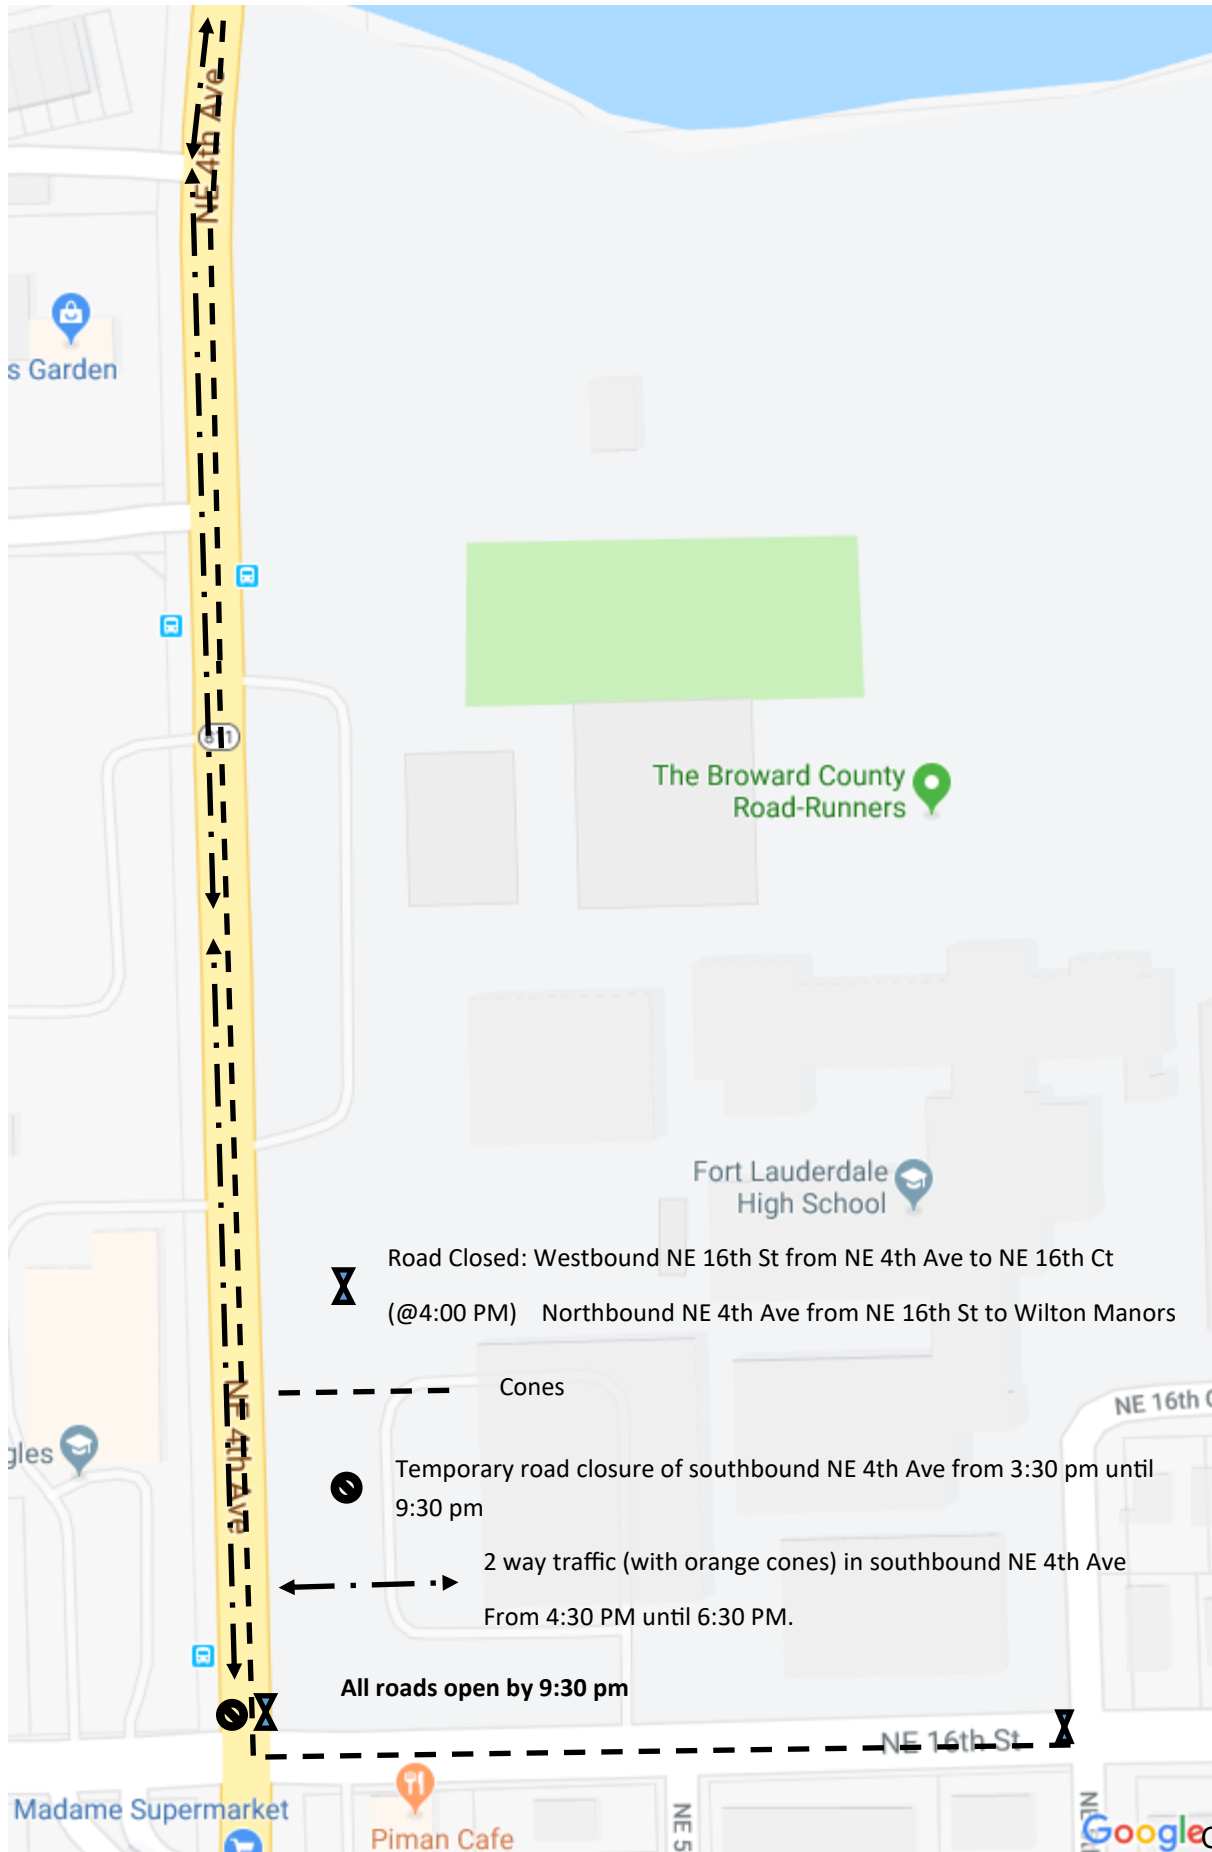 NE 4th Ave
s Garden
811
The Broward County
Road-Runners
Fort Lauderdale
High School
Road Closed: Westbound NE 16th St from NE 4th Ave to NE 16th Ct
(@4:00 PM) Northbound NE 4th Ave from NE 16th St to Wilton Manors
Cones
NE 16th C
NE 4th Ave
gles
Temporary road closure of southbound NE 4th Ave from 3:30 pm until
9:30 pm
2 way traffic (with orange cones) in southbound NE 4th Ave
From 4:30 PM until 6:30 PM.
All roads open by 9:30 pm
NE 16th St
Madame Supermarket
Piman Cafe
NE 5
NE
Google